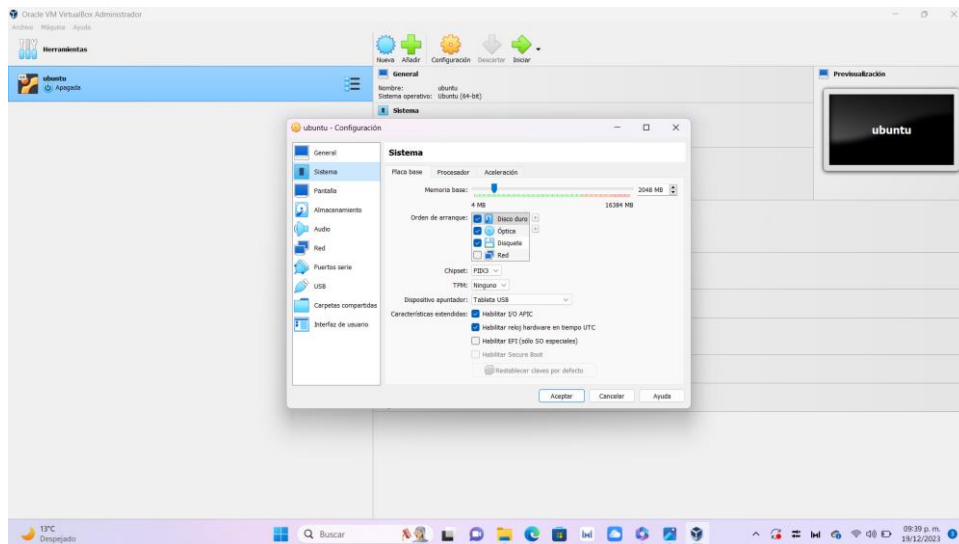 Oracle VM VirtualBox Administrador
Archivo Máquina Ayuda
Herramientas
Nueva Añadir Configuración Descartar Iniciar
ubuntu
Apagada
General
Nombre: ubuntu
Sistema operativo: Ubuntu (64-bit)
Sistema
Previsualización
ubuntu
ubuntu - Configuración
General
Sistema
Pantalla
Almacenamiento
Audio
Red
Puertos serie
USB
Carpetas compartidas
Interfaz de usuario
Sistema
Placa base Procesador Aceleración
Memoria base: 2048 MB
4 MB 16384 MB
Orden de arranque: Disco duro
Óptica
Disquete
Red
Chipset: PIIX3
TPM: Ninguno
Dispositivo apuntador: Tableta USB
Características extendidas: Habilitar I/O APIC
Habilitar reloj hardware en tiempo UTC
Habilitar EFI (sólo SO especiales)
Habilitar Secure Boot
Restablecer claves por defecto
Aceptar Cancelar Ayuda
13°C
Despejado
Buscar
09:39 p. m.
19/12/2023